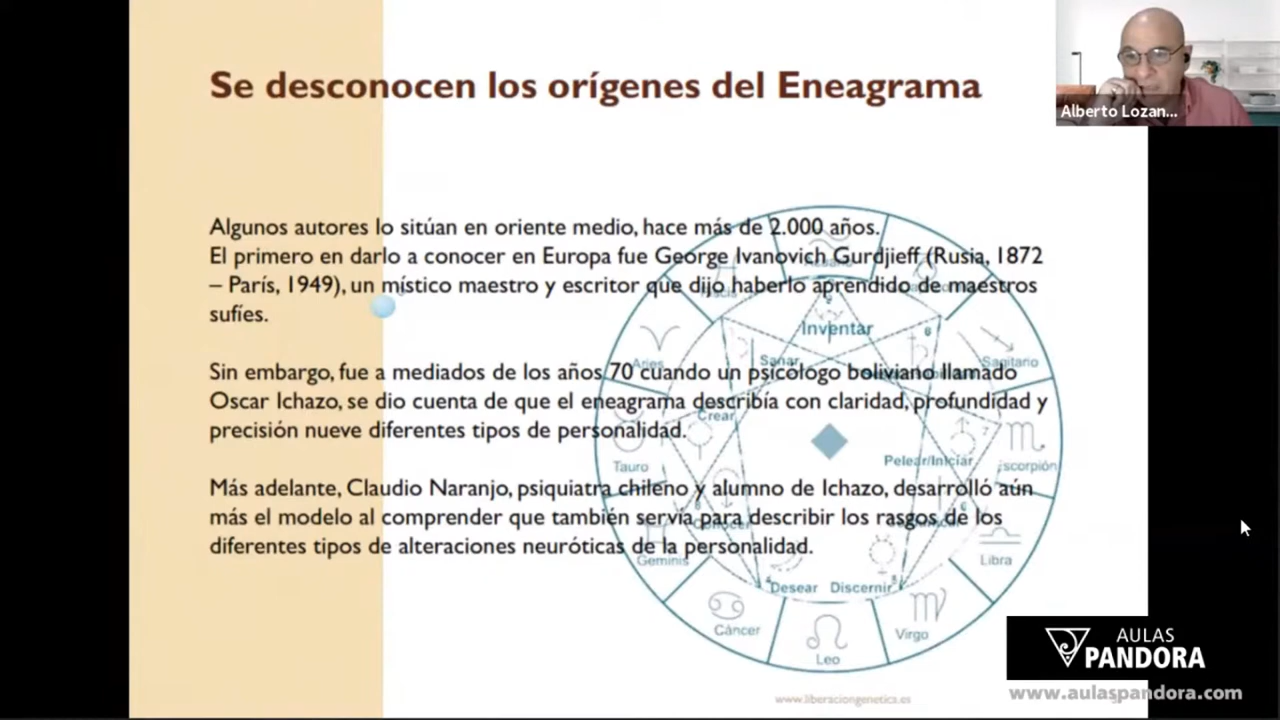 Se desconocen los orígenes del Eneagrama
Alberto Lozan...
Algunos autores lo sitúan en oriente medio, hace más de 2.000 años.
El primero en darlo a conocer en Europa fue George Ivanovich Gurdjieff (Rusia, 1872
– París, 1949), un místico maestro y escritor que dijo haberlo aprendido de maestros
sufíes.
Sin embargo, fue a mediados de los años 70 cuando un psicólogo boliviano llamado
Oscar Ichazo, se dio cuenta de que el eneagrama describía con claridad, profundidad y
precisión nueve diferentes tipos de personalidad.
Más adelante, Claudio Naranjo, psiquiatra chileno y alumno de Ichazo, desarrolló aún
más el modelo al comprender que también servía para describir los rasgos de los
diferentes tipos de alteraciones neuróticas de la personalidad.
Inventar
Sanar
Aries
Sagitario
Crear
Pelear/Iniciar
Tauro
Escorpión
Conocer
Geminis
Libra
Desear
Discernir
Cáncer
Virgo
Leo
www.liberaciongenetica.es
AULAS
PANDORA
www.aulaspandora.com